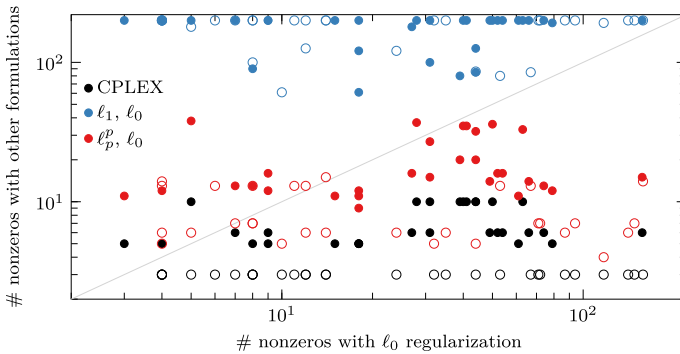 # nonzeros with other formulations
10²
CPLEX
ℓ₁, ℓ₀
ℓₚᵖ, ℓ₀
10¹
10¹
10²
# nonzeros with ℓ₀ regularization